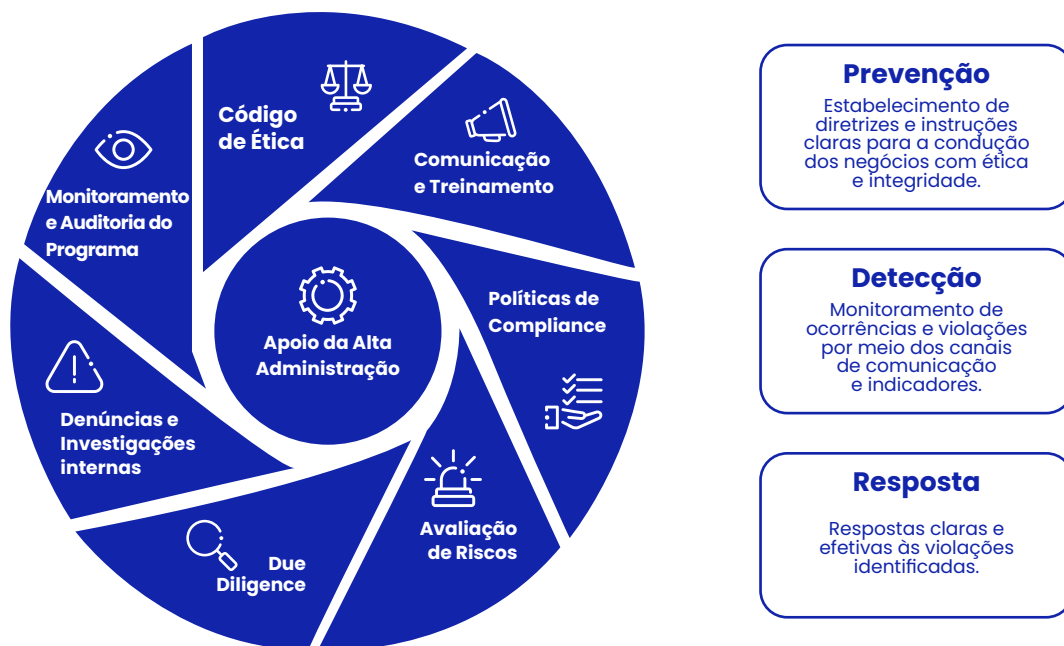 Código
de Ética
Comunicação
e Treinamento
Políticas de
Compliance
Avaliação
de Riscos
Due
Diligence
Denúncias e
Investigações
internas
Monitoramento
e Auditoria do
Programa
Apoio da Alta
Administração
Prevenção
Estabelecimento de
diretrizes e instruções
claras para a condução
dos negócios com ética
e integridade.
Detecção
Monitoramento de
ocorrências e violações
por meio dos canais
de comunicação
e indicadores.
Resposta
Respostas claras e
efetivas às violações
identificadas.